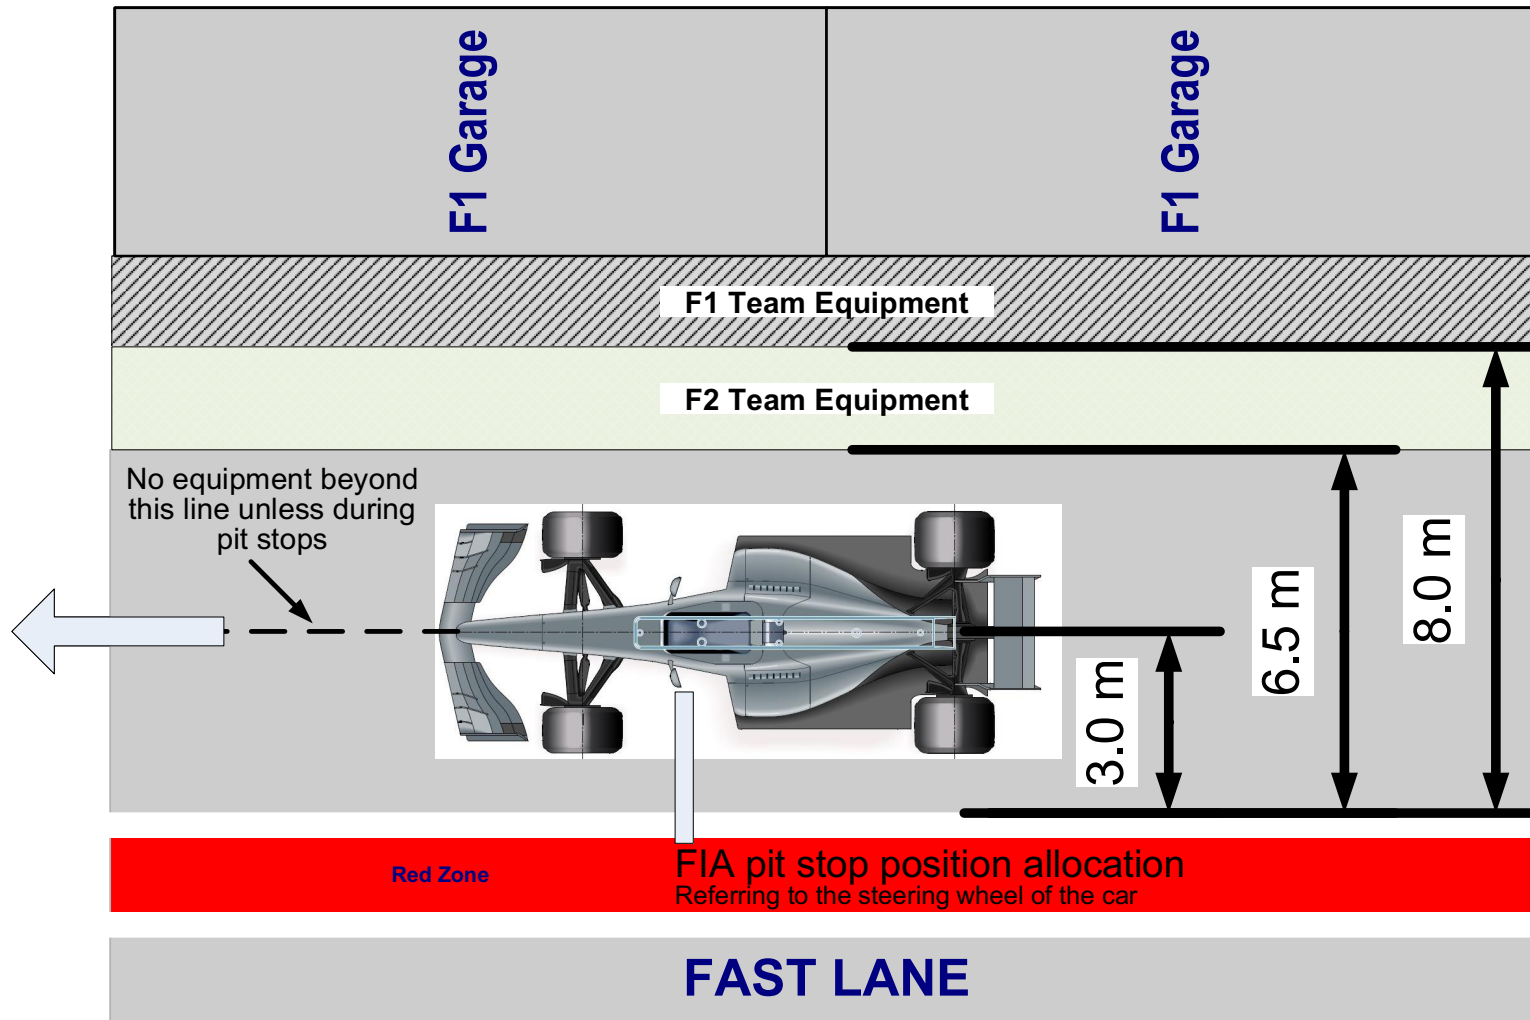 F1 Garage
F1 Garage
F1 Team Equipment
F2 Team Equipment
No equipment beyond
this line unless during
pit stops
3.0 m
6.5 m
8.0 m
Red Zone
FIA pit stop position allocation
Referring to the steering wheel of the car
FAST LANE